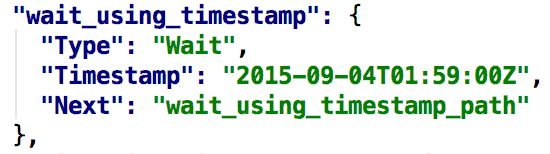 "wait_using_timestamp": {
"Type": "Wait",
"Timestamp": "2015-09-04T01:59:00Z",
"Next": "wait_using_timestamp_path"
},